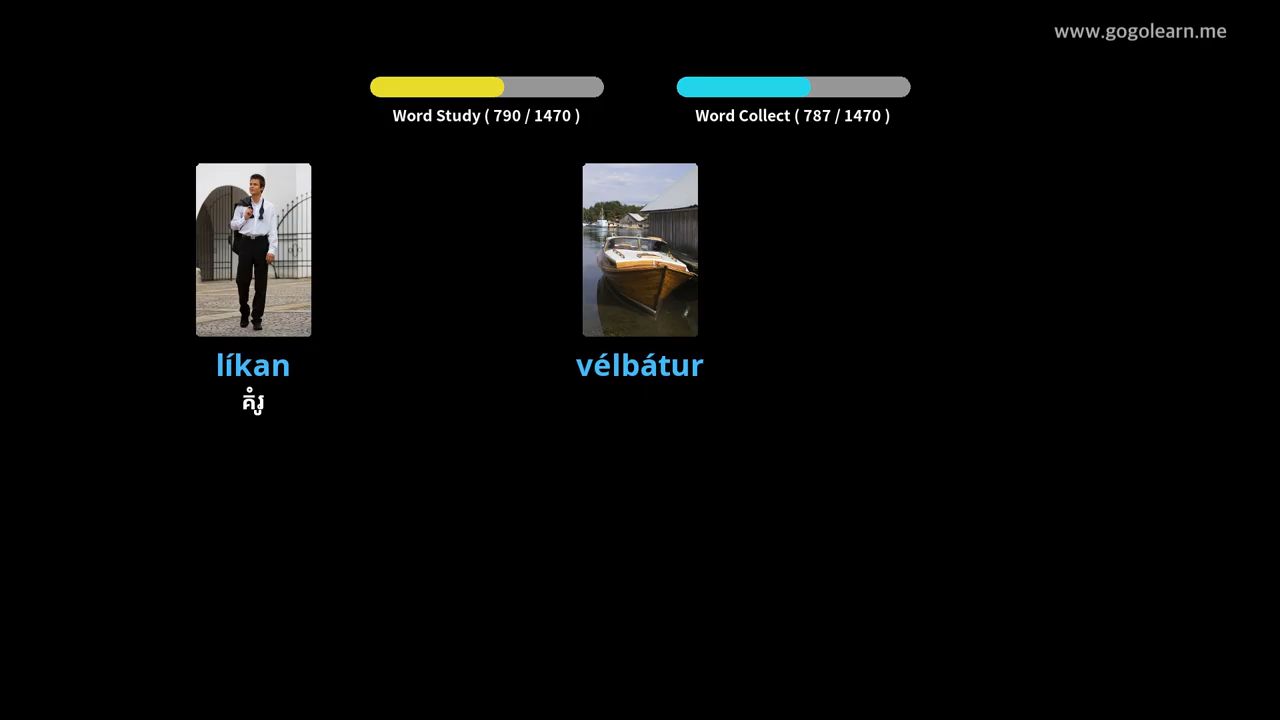 www.gogolearn.me
Word Study ( 790 / 1470 )
Word Collect ( 787 / 1470 )
líkan
vélbátur
គំរូ